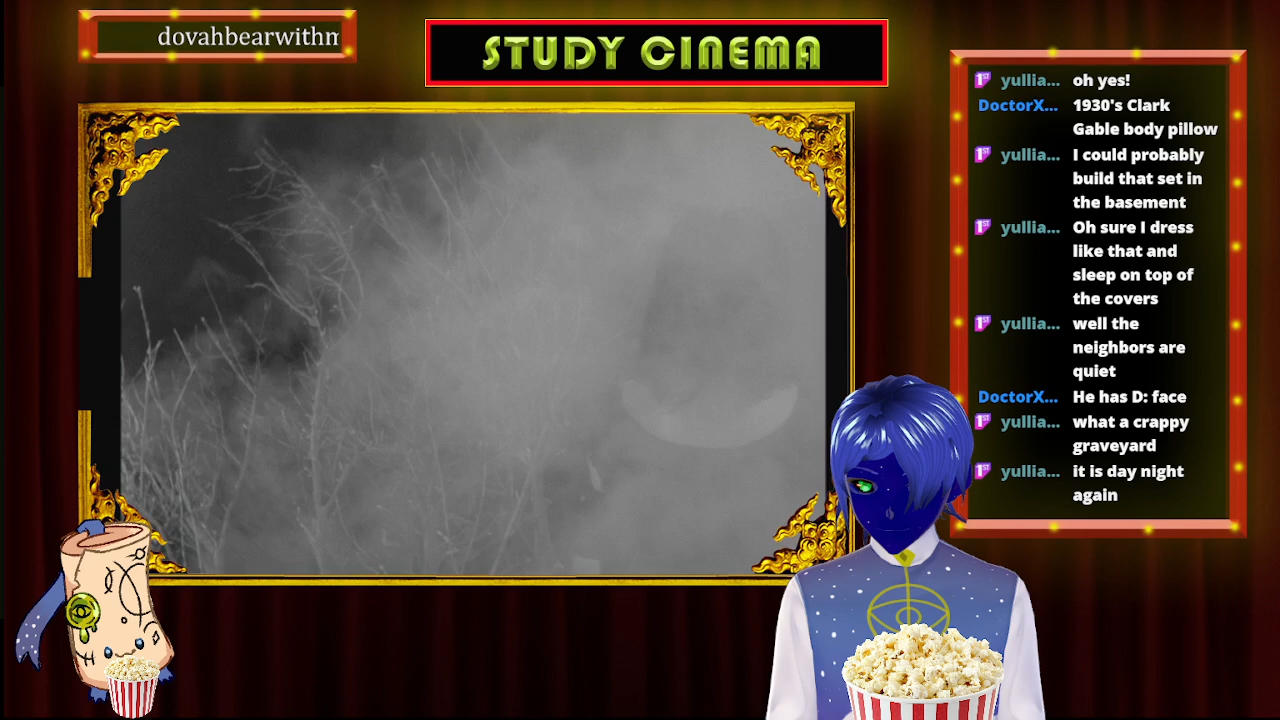 dovahbearwithm
STUDY CINEMA
yullia... oh yes!
DoctorX... 1930's Clark
Gable body pillow
yullia... I could probably
build that set in
the basement
yullia... Oh sure I dress
like that and
sleep on top of
the covers
yullia... well the
neighbors are
quiet
DoctorX... He has D: face
yullia... what a crappy
graveyard
yullia... it is day night
again